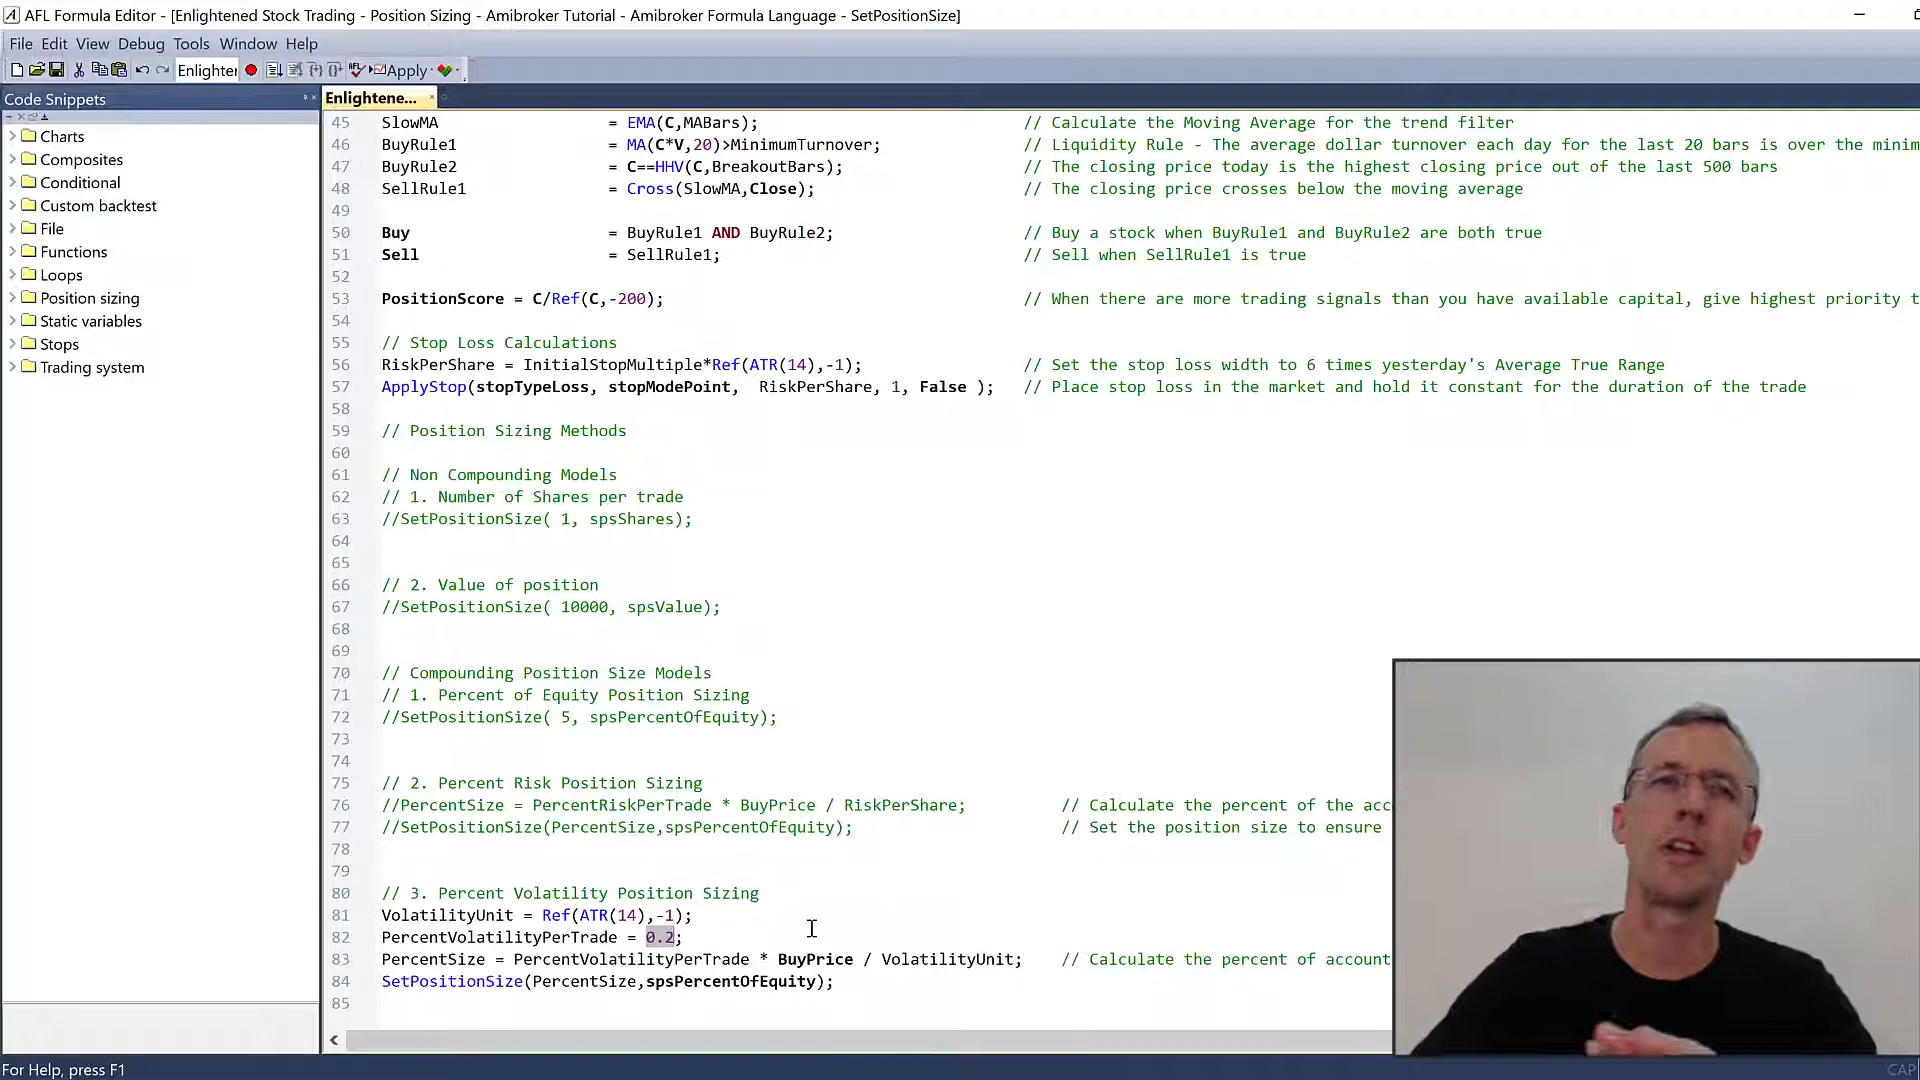 AFL Formula Editor - [Enlightened Stock Trading - Position Sizing - Amibroker Tutorial - Amibroker Formula Language - SetPositionSize]
File Edit View Debug Tools Window Help
Enlighter
Apply
Code Snippets
Enlightene...
Charts
Composites
Conditional
Custom backtest
File
Functions
Loops
Position sizing
Static variables
Stops
Trading system
45 SlowMA = EMA(C,MABars); // Calculate the Moving Average for the trend filter
46 BuyRule1 = MA(C*V,20)>MinimumTurnover; // Liquidity Rule - The average dollar turnover each day for the last 20 bars is over the minim
47 BuyRule2 = C==HHV(C,BreakoutBars); // The closing price today is the highest closing price out of the last 500 bars
48 SellRule1 = Cross(SlowMA,Close); // The closing price crosses below the moving average
49
50 Buy = BuyRule1 AND BuyRule2; // Buy a stock when BuyRule1 and BuyRule2 are both true
51 Sell = SellRule1; // Sell when SellRule1 is true
52
53 PositionScore = C/Ref(C,-200); // When there are more trading signals than you have available capital, give highest priority t
54
55 // Stop Loss Calculations
56 RiskPerShare = InitialStopMultiple*Ref(ATR(14),-1); // Set the stop loss width to 6 times yesterday's Average True Range
57 ApplyStop(stopTypeLoss, stopModePoint, RiskPerShare, 1, False ); // Place stop loss in the market and hold it constant for the duration of the trade
58
59 // Position Sizing Methods
60
61 // Non Compounding Models
62 // 1. Number of Shares per trade
63 //SetPositionSize( 1, spsShares);
64
65
66 // 2. Value of position
67 //SetPositionSize( 10000, spsValue);
68
69
70 // Compounding Position Size Models
71 // 1. Percent of Equity Position Sizing
72 //SetPositionSize( 5, spsPercentOfEquity);
73
74
75 // 2. Percent Risk Position Sizing
76 //PercentSize = PercentRiskPerTrade * BuyPrice / RiskPerShare; // Calculate the percent of the acc
77 //SetPositionSize(PercentSize,spsPercentOfEquity); // Set the position size to ensure
78
79
80 // 3. Percent Volatility Position Sizing
81 VolatilityUnit = Ref(ATR(14),-1);
82 PercentVolatilityPerTrade = 0.2;
83 PercentSize = PercentVolatilityPerTrade * BuyPrice / VolatilityUnit; // Calculate the percent of account
84 SetPositionSize(PercentSize,spsPercentOfEquity);
85
For Help, press F1
CAP